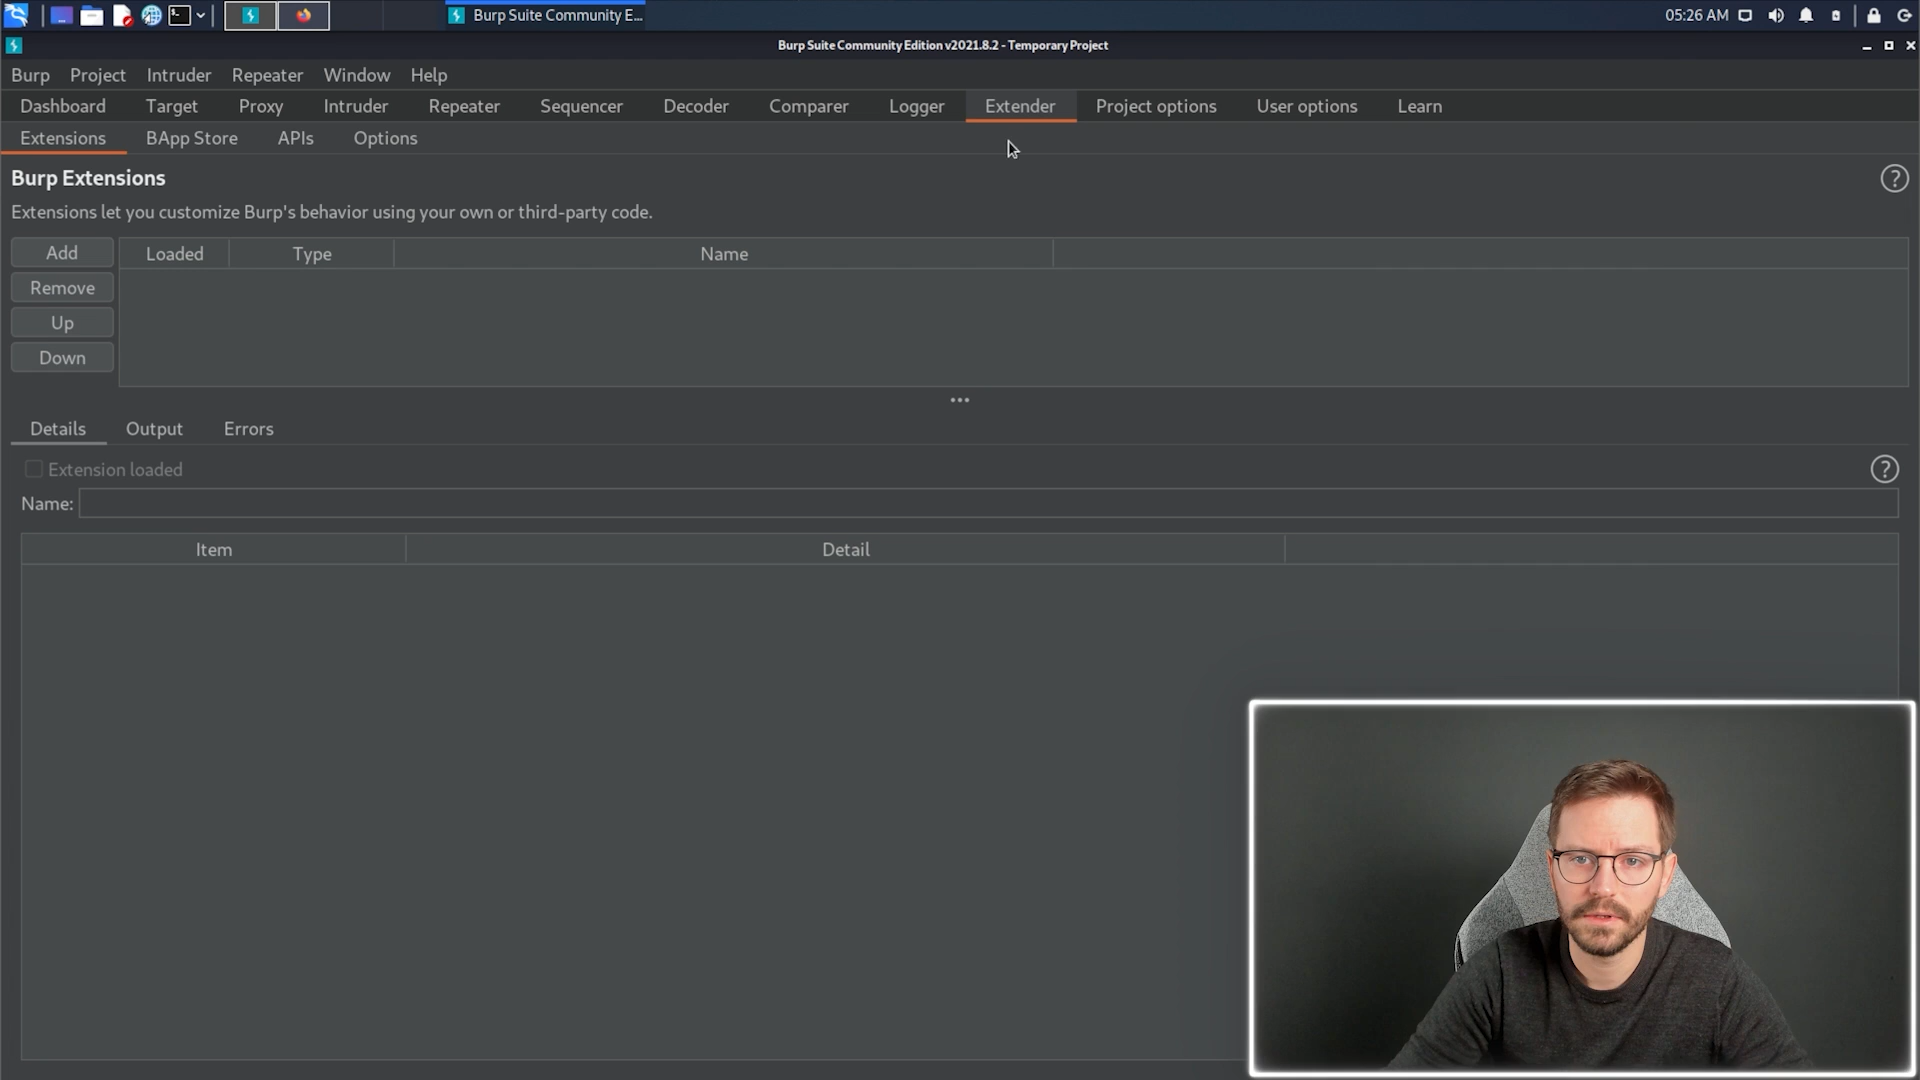 Burp Suite Community E...
05:26 AM
Burp Suite Community Edition v2021.8.2 - Temporary Project
Burp Project Intruder Repeater Window Help
Dashboard Target Proxy Intruder Repeater Sequencer Decoder Comparer Logger Extender Project options User options Learn
Extensions BApp Store APIs Options
Burp Extensions
?
Extensions let you customize Burp's behavior using your own or third-party code.
Add
Loaded Type Name
Remove
Up
Down
Details Output Errors
Extension loaded
?
Name:
Item Detail